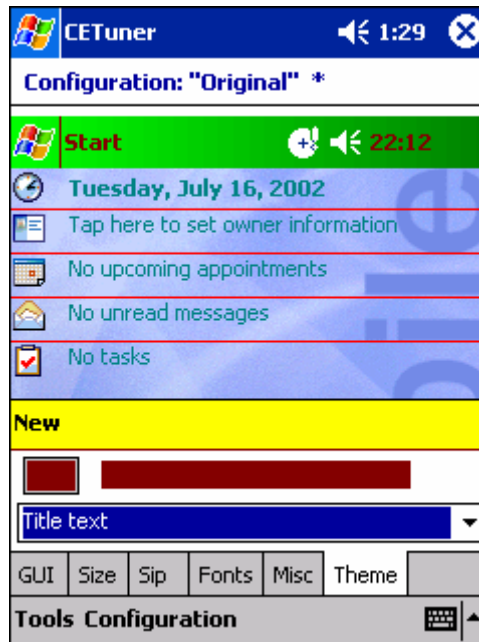 CETuner 1:29
Configuration: "Original" *
Start 22:12
Tuesday, July 16, 2002
Tap here to set owner information
No upcoming appointments
No unread messages
No tasks
New
Title text
GUI Size Sip Fonts Misc Theme
Tools Configuration